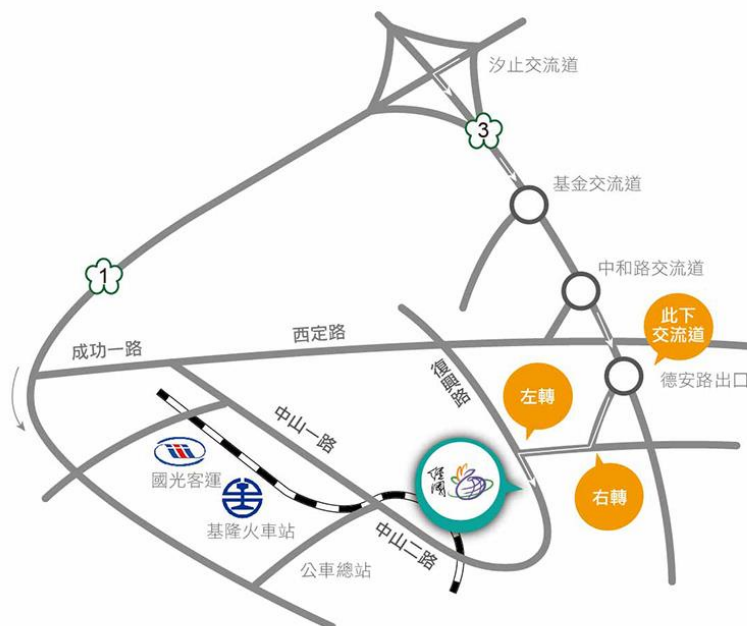 汐止交流道
3
基金交流道
1
中和路交流道
此下
交流道
西定路
成功一路
復興路
德安路出口
左轉
中山一路
國光客運
右轉
基隆火車站
中山二路
公車總站